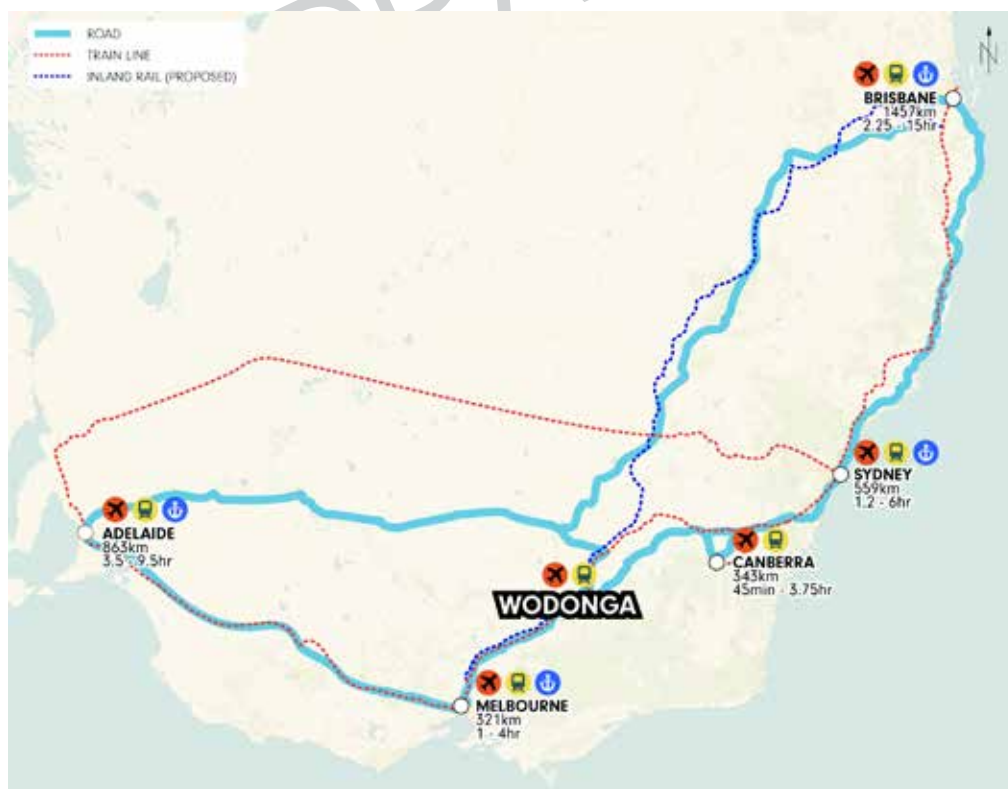 ROAD
TRAIN LINE
INLAND RAIL (PROPOSED)
N
BRISBANE
1457km
2.25 - 15hr
SYDNEY
559km
1.2 - 6hr
ADELAIDE
863km
3.5 - 9.5hr
CANBERRA
343km
45min - 3.75hr
WODONGA
MELBOURNE
321km
1 - 4hr